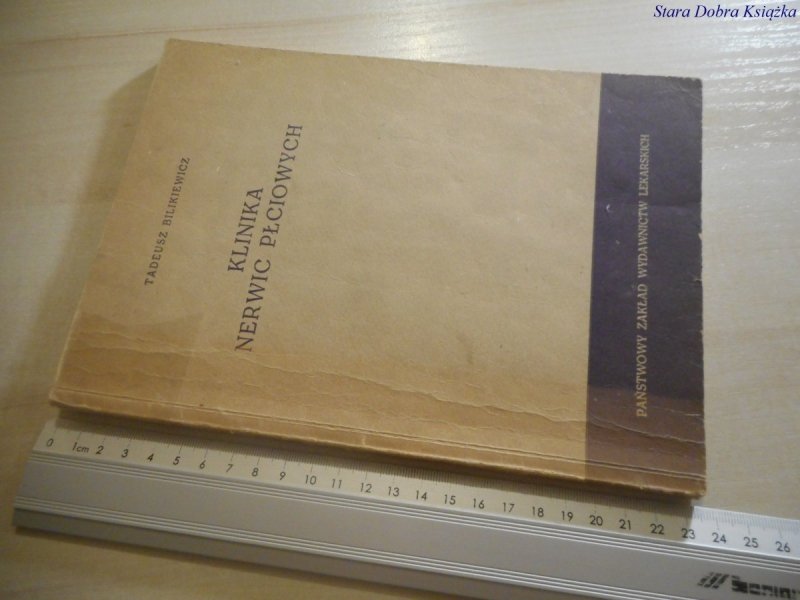 Stara Dobra Książka
TADEUSZ BILIKIEWICZ
KLINIKA
NERWIC PŁCIOWYCH
PAŃSTWOWY ZAKŁAD WYDAWNICTW LEKARSKICH
0 1cm 2 3 4 5 6 7 8 9 10 11 12 13 14 15 16 17 18 19 20 21 22 23 24 25 26